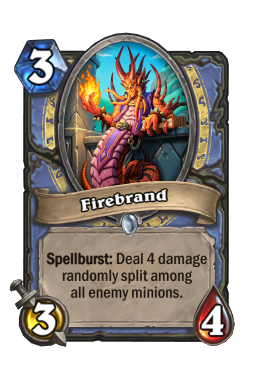 3
Firebrand
Spellburst: Deal 4 damage
randomly split among
all enemy minions.
3
4